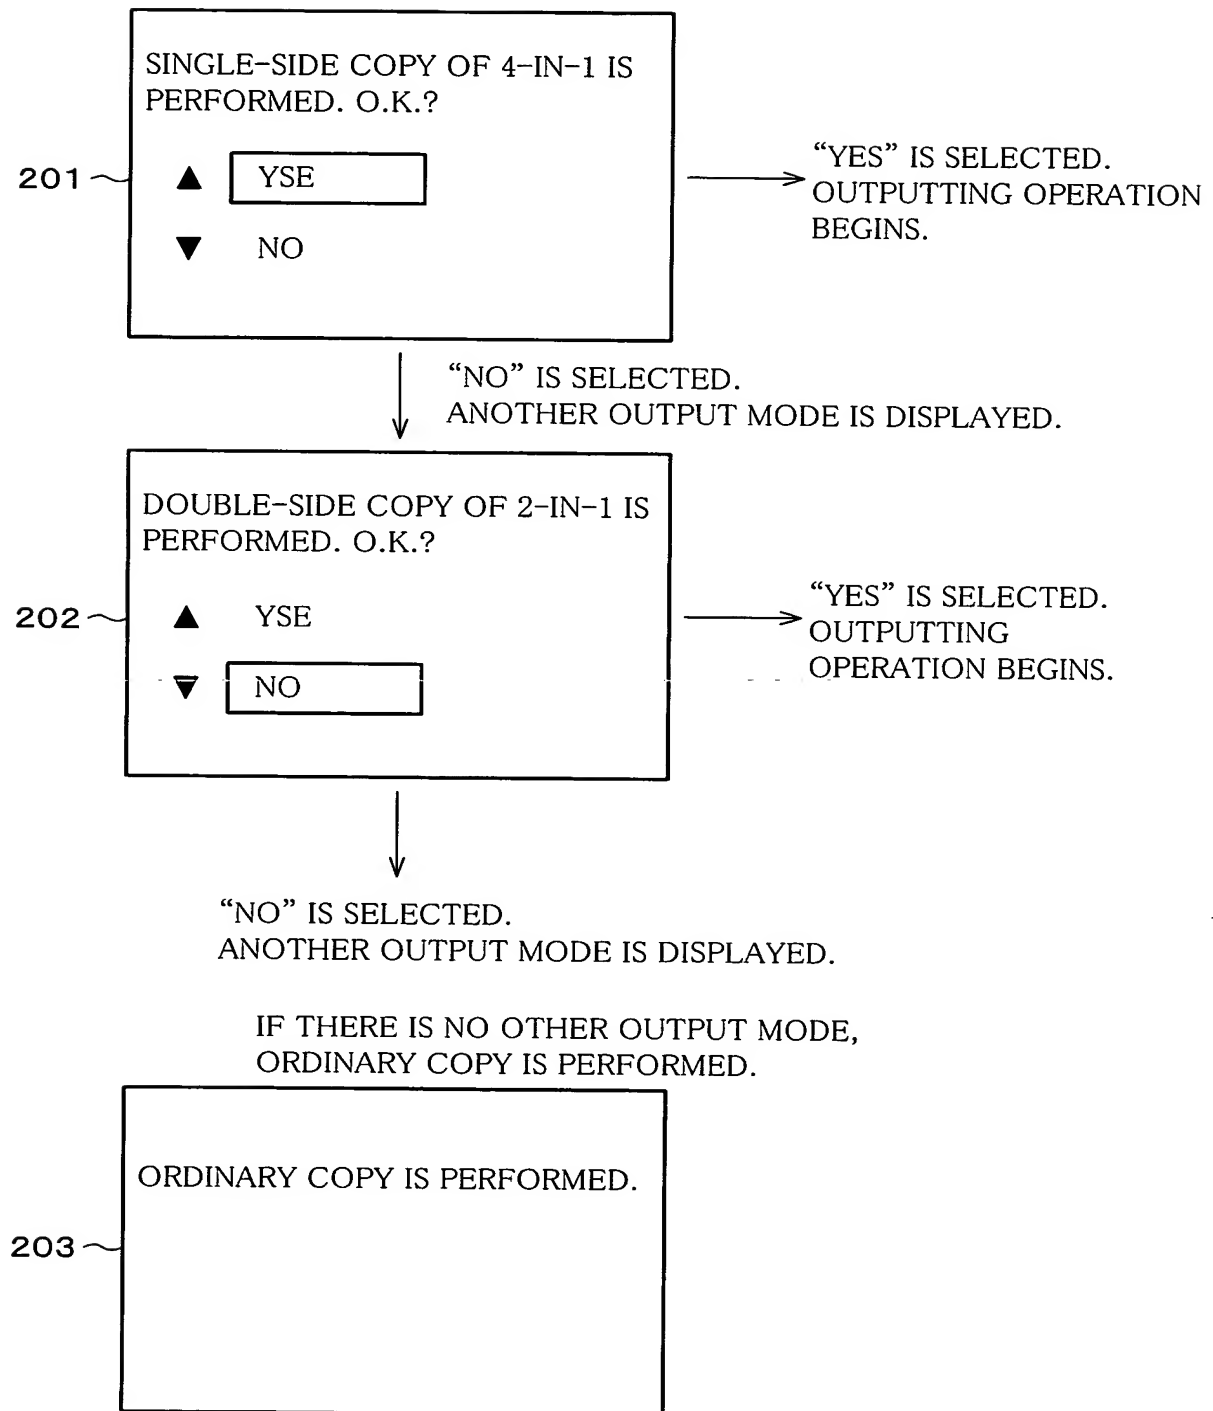 SINGLE-SIDE COPY OF 4-IN-1 IS
PERFORMED. O.K.?
201
▲ YSE
▼ NO
“YES” IS SELECTED.
OUTPUTTING OPERATION
BEGINS.
“NO” IS SELECTED.
ANOTHER OUTPUT MODE IS DISPLAYED.
DOUBLE-SIDE COPY OF 2-IN-1 IS
PERFORMED. O.K.?
202
▲ YSE
▼ NO
“YES” IS SELECTED.
OUTPUTTING
OPERATION BEGINS.
“NO” IS SELECTED.
ANOTHER OUTPUT MODE IS DISPLAYED.
IF THERE IS NO OTHER OUTPUT MODE,
ORDINARY COPY IS PERFORMED.
ORDINARY COPY IS PERFORMED.
203